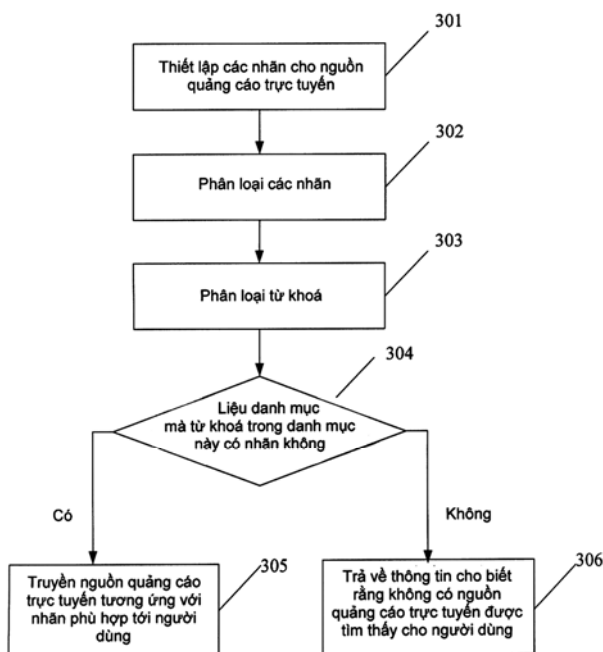 301
Thiết lập các nhãn cho nguồn
quảng cáo trực tuyến
302
Phân loại các nhãn
303
Phân loại từ khoá
304
Liệu danh mục
mà từ khoá trong danh mục
này có nhãn không
Có
Không
305
Truyền nguồn quảng cáo
trực tuyến tương ứng với
nhãn phù hợp tới người
dùng
306
Trả về thông tin cho biết
rằng không có nguồn
quảng cáo trực tuyến được
tìm thấy cho người dùng